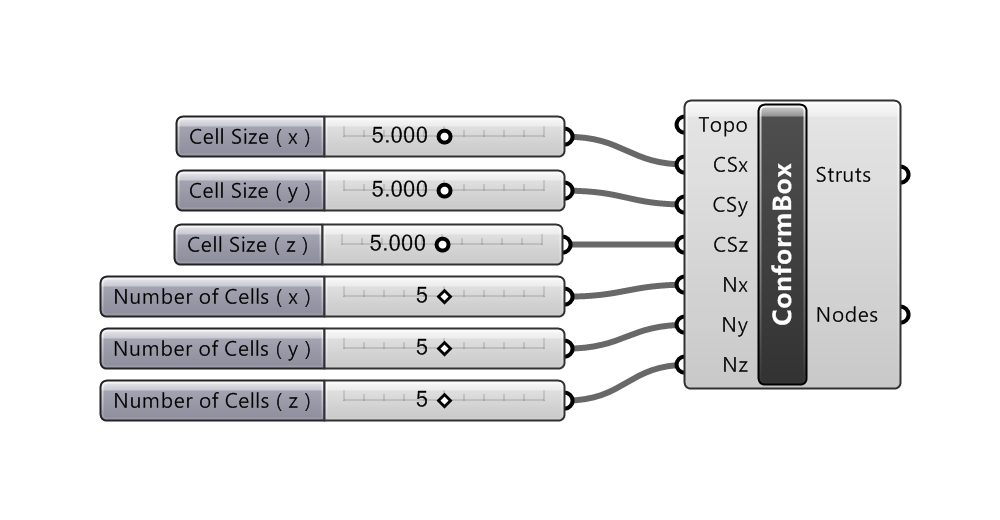 Cell Size ( x ) 5.000
Cell Size ( y ) 5.000
Cell Size ( z ) 5.000
Number of Cells ( x ) 5
Number of Cells ( y ) 5
Number of Cells ( z ) 5
Topo
CSx
CSy
CSz
Nx
Ny
Nz
ConformBox
Struts
Nodes